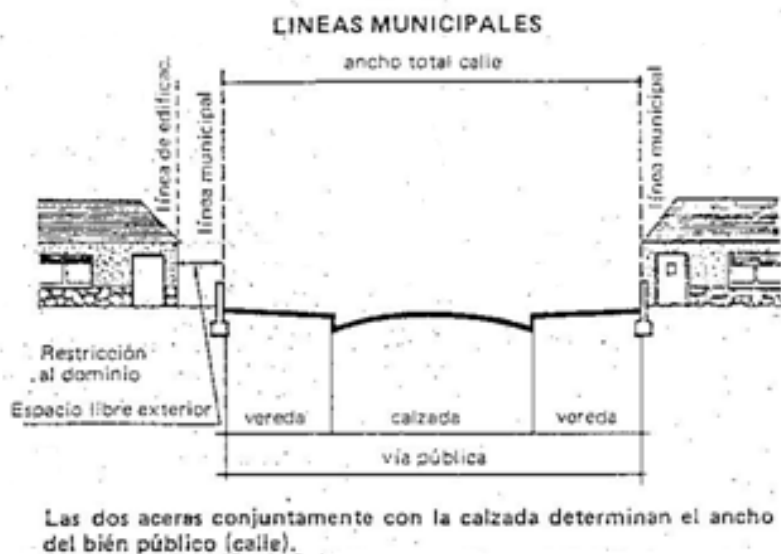 LINEAS MUNICIPALES
ancho total calle
línea de edificac.
línea municipal
línea municipal
Restricción
al dominio
Espacio libre exterior
vereda
calzada
vereda
vía pública
Las dos aceras conjuntamente con la calzada determinan el ancho
del bién público (calle).